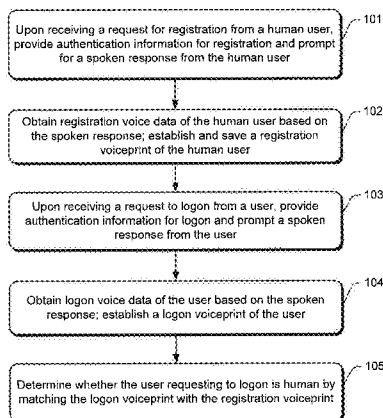 Upon receiving a request for registration from a human user,
provide authentication information for registration and prompt
for a spoken response from the human user
101
Obtain registration voice data of the human user based on
the spoken response; establish and save a registration
voiceprint of the human user
102
Upon receiving a request to logon from a user, provide
authentication information for logon and prompt a spoken
response from the user
103
Obtain logon voice data of the user based on the spoken
response; establish a logon voiceprint of the user
104
Determine whether the user requesting to logon is human by
matching the logon voiceprint with the registration voiceprint
105